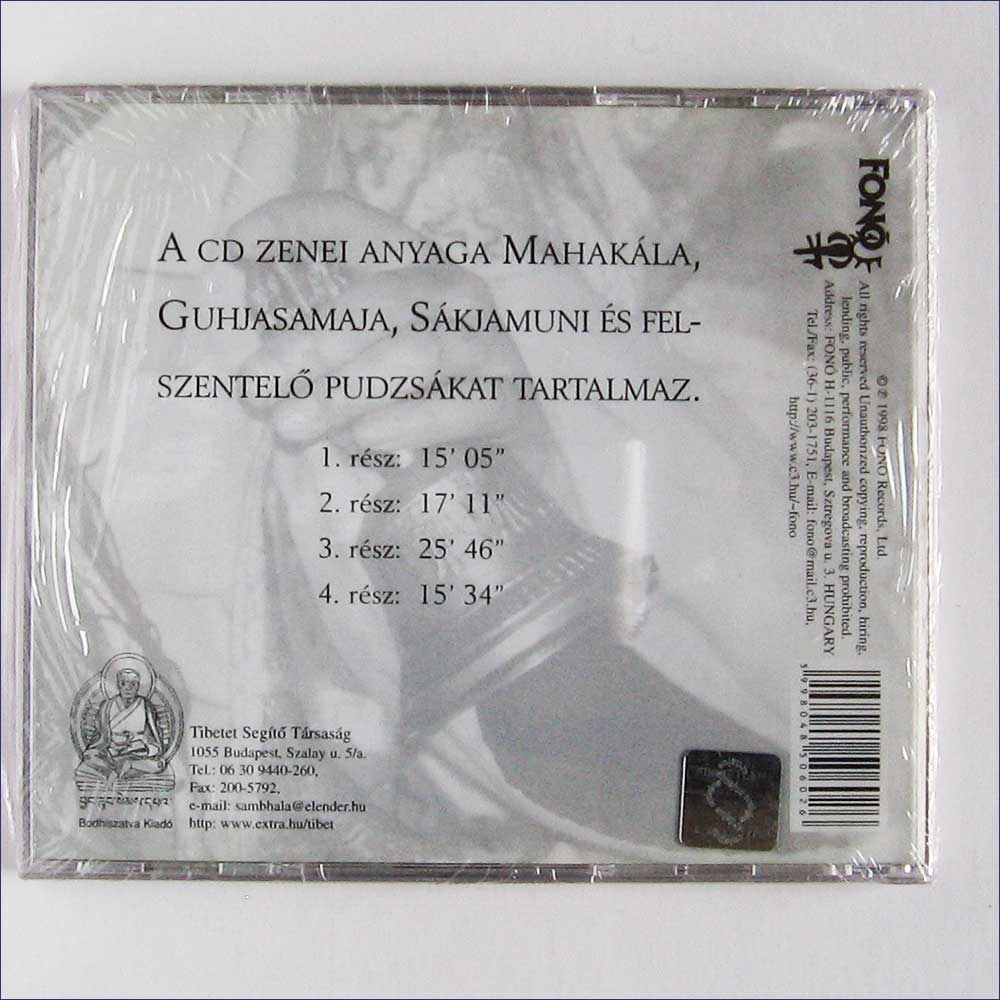 A CD ZENEI ANYAGA MAHAKÁLA,
GUHJASAMAJA, SÁKJAMUNI ÉS FEL-
SZENTELŐ PUDZSÁKAT TARTALMAZ.
1. rész: 15’ 05”
2. rész: 17’ 11”
3. rész: 25’ 46”
4. rész: 15’ 34”
Tibetet Segítő Társaság
1055 Budapest, Szalay u. 5/a.
Tel.: 06 30 9440-260,
Fax: 200-5792,
e-mail: sambhala@elender.hu
http: www.extra.hu/tibet
Bodhiszatva Kiadó
FONÓ
© ℗ 1998 FONÓ Records, Ltd.
All rights reserved Unauthorized copying, reproduction, hiring,
lending, public, performance and broadcasting prohibited.
Address: FONÓ H-1116 Budapest, Sztregova u. 3. HUNGARY
Tel./Fax: (36-1) 203-1751, E-mail: fono@mail.c3.hu,
http://www.c3.hu/~fono
5998048506026